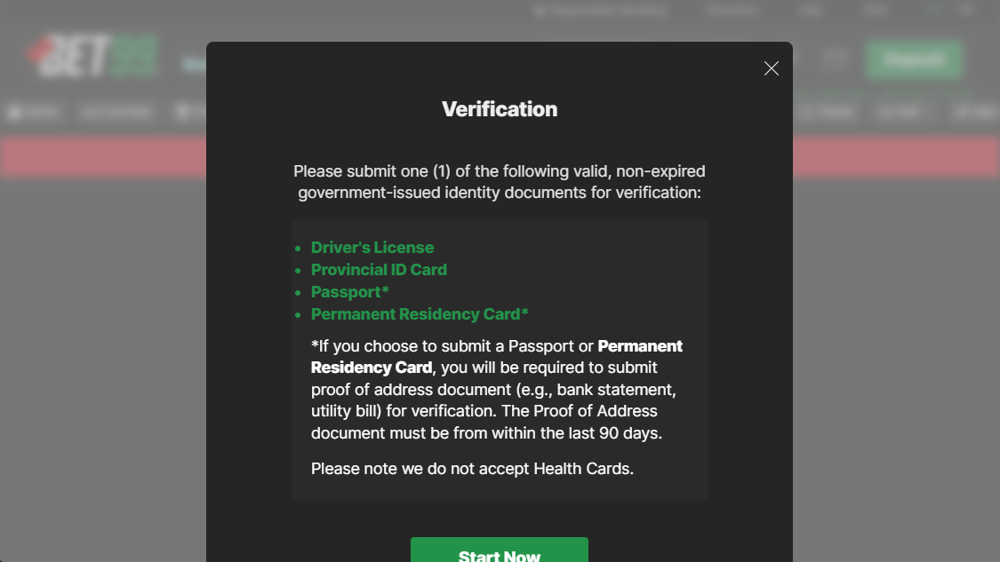 BET99
Deposit
Verification
Please submit one (1) of the following valid, non-expired
government-issued identity documents for verification:
• Driver's License
• Provincial ID Card
• Passport*
• Permanent Residency Card*
*If you choose to submit a Passport or Permanent
Residency Card, you will be required to submit
proof of address document (e.g., bank statement,
utility bill) for verification. The Proof of Address
document must be from within the last 90 days.
Please note we do not accept Health Cards.
Start Now